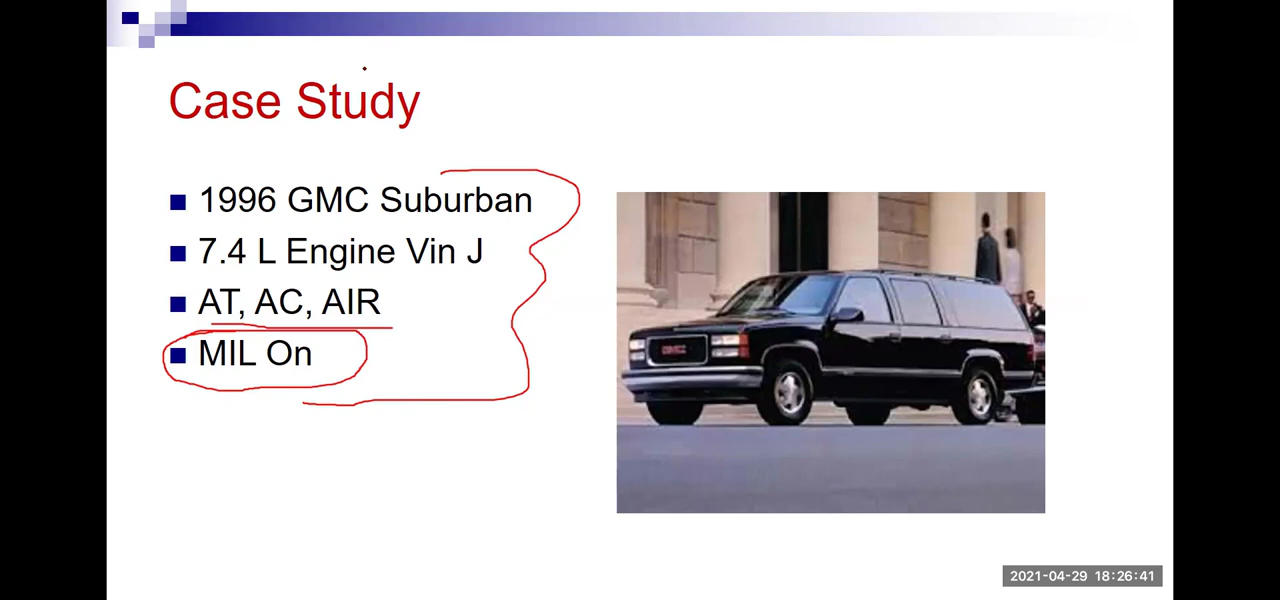 Case Study
1996 GMC Suburban
7.4 L Engine Vin J
AT, AC, AIR
MIL On
GMC
2021-04-29 18:26:41